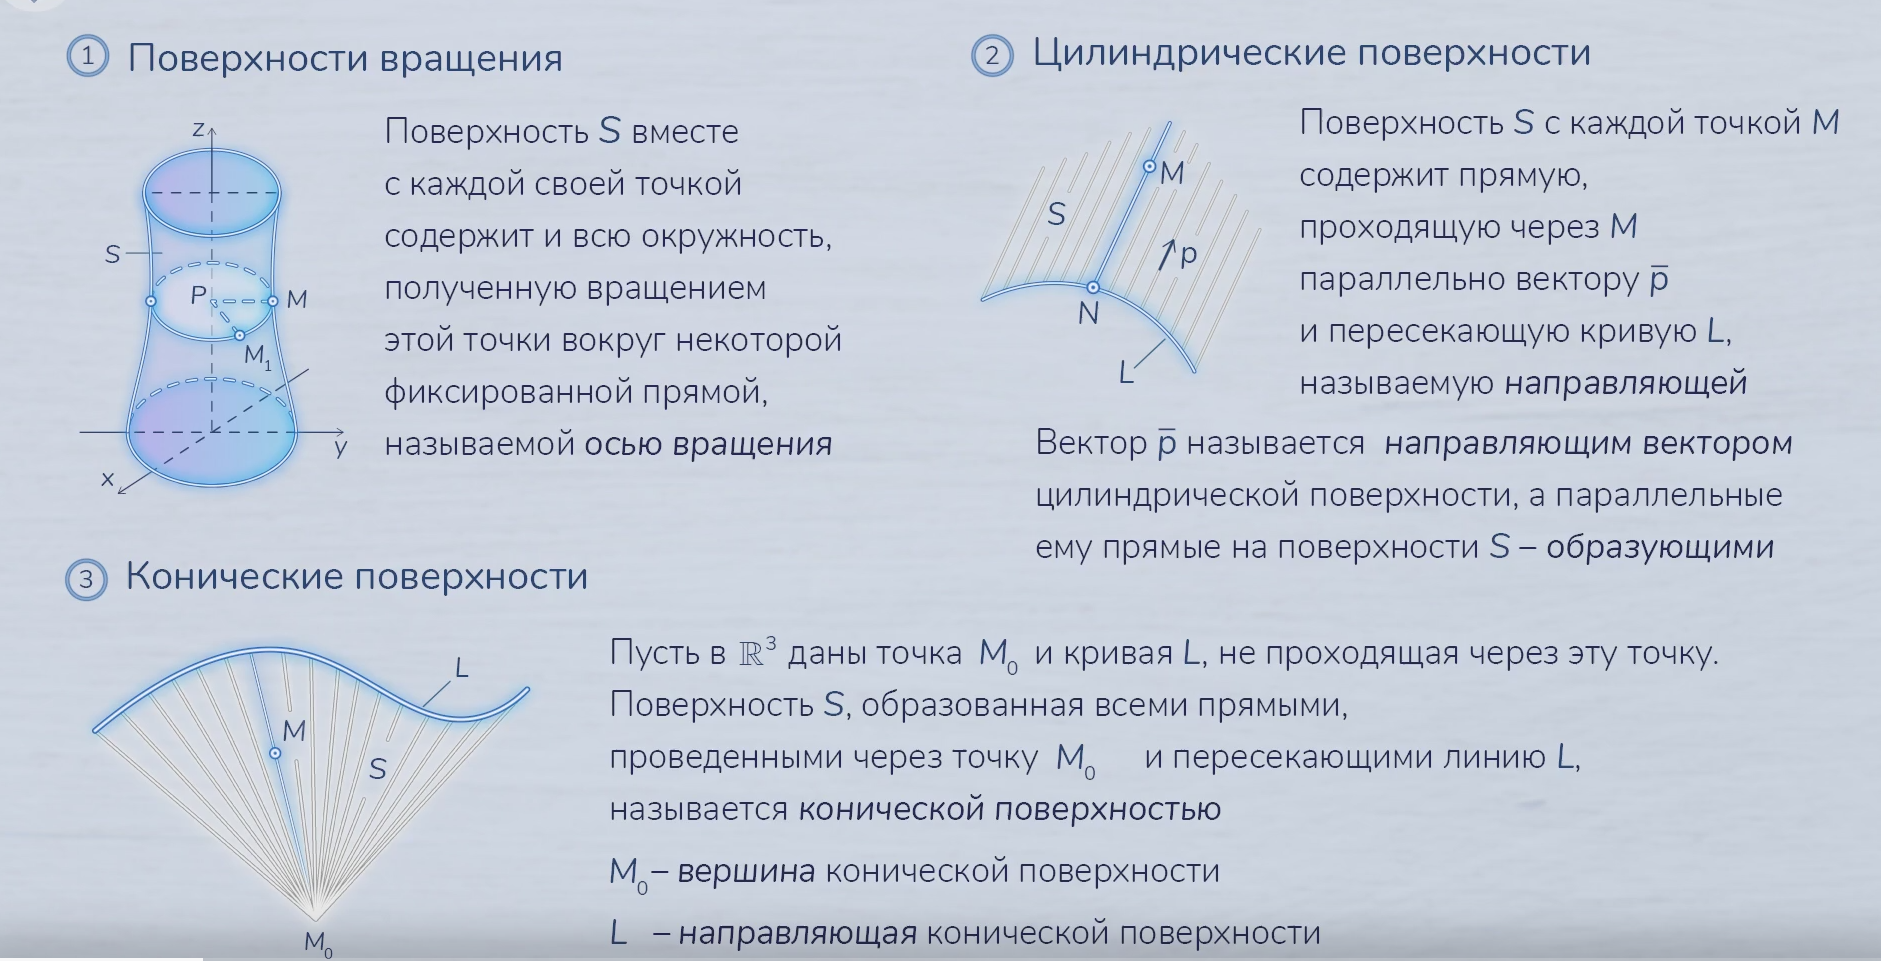 1 Поверхности вращения
z
S
P
M
M₁
y
x
Поверхность S вместе
с каждой своей точкой
содержит и всю окружность,
полученную вращением
этой точки вокруг некоторой
фиксированной прямой,
называемой осью вращения
2 Цилиндрические поверхности
M
S
p
N
L
Поверхность S с каждой точкой M
содержит прямую,
проходящую через M
параллельно вектору p̅
и пересекающую кривую L,
называемую направляющей
Вектор p̅ называется направляющим вектором
цилиндрической поверхности, а параллельные
ему прямые на поверхности S – образующими
3 Конические поверхности
L
M
S
M₀
Пусть в ℝ³ даны точка M₀ и кривая L, не проходящая через эту точку.
Поверхность S, образованная всеми прямыми,
проведенными через точку M₀ и пересекающими линию L,
называется конической поверхностью
M₀ – вершина конической поверхности
L – направляющая конической поверхности